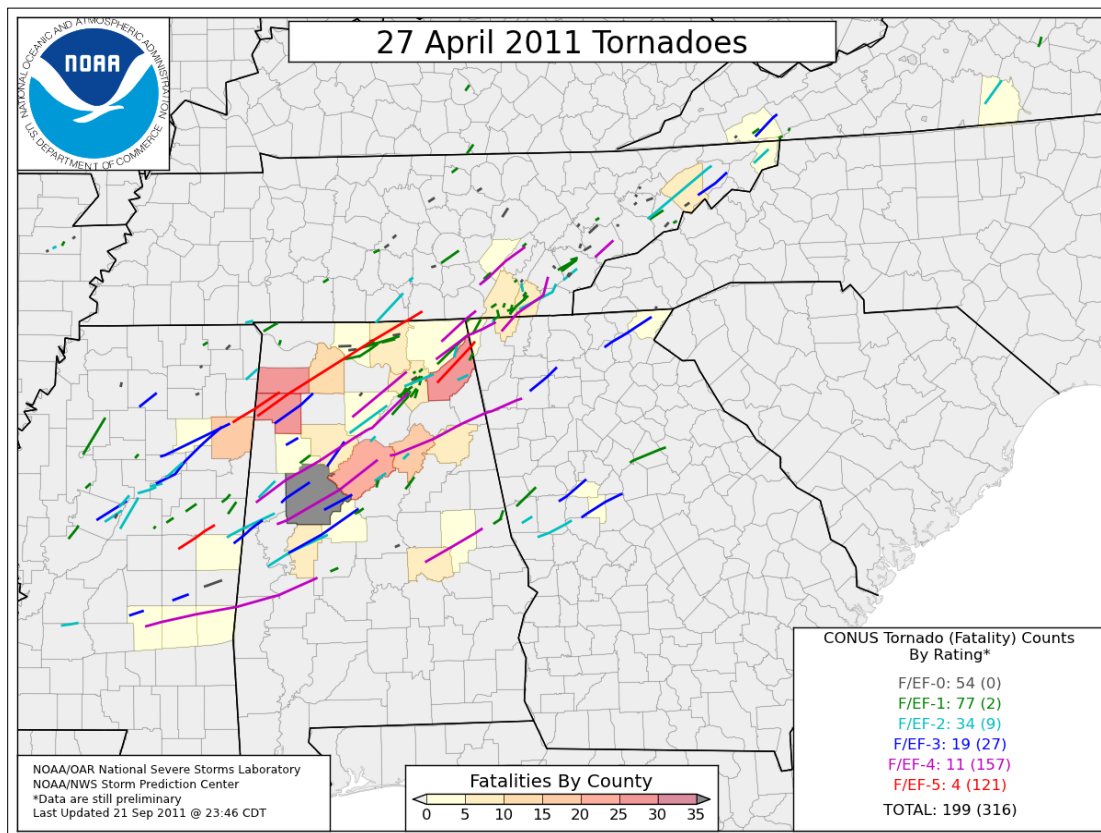 27 April 2011 Tornadoes
NATIONAL OCEANIC AND ATMOSPHERIC ADMINISTRATION
NOAA
U.S. DEPARTMENT OF COMMERCE
CONUS Tornado (Fatality) Counts
By Rating*
F/EF-0: 54 (0)
F/EF-1: 77 (2)
F/EF-2: 34 (9)
F/EF-3: 19 (27)
F/EF-4: 11 (157)
F/EF-5: 4 (121)
TOTAL: 199 (316)
NOAA/OAR National Severe Storms Laboratory
NOAA/NWS Storm Prediction Center
*Data are still preliminary
Last Updated 21 Sep 2011 @ 23:46 CDT
Fatalities By County
0 5 10 15 20 25 30 35